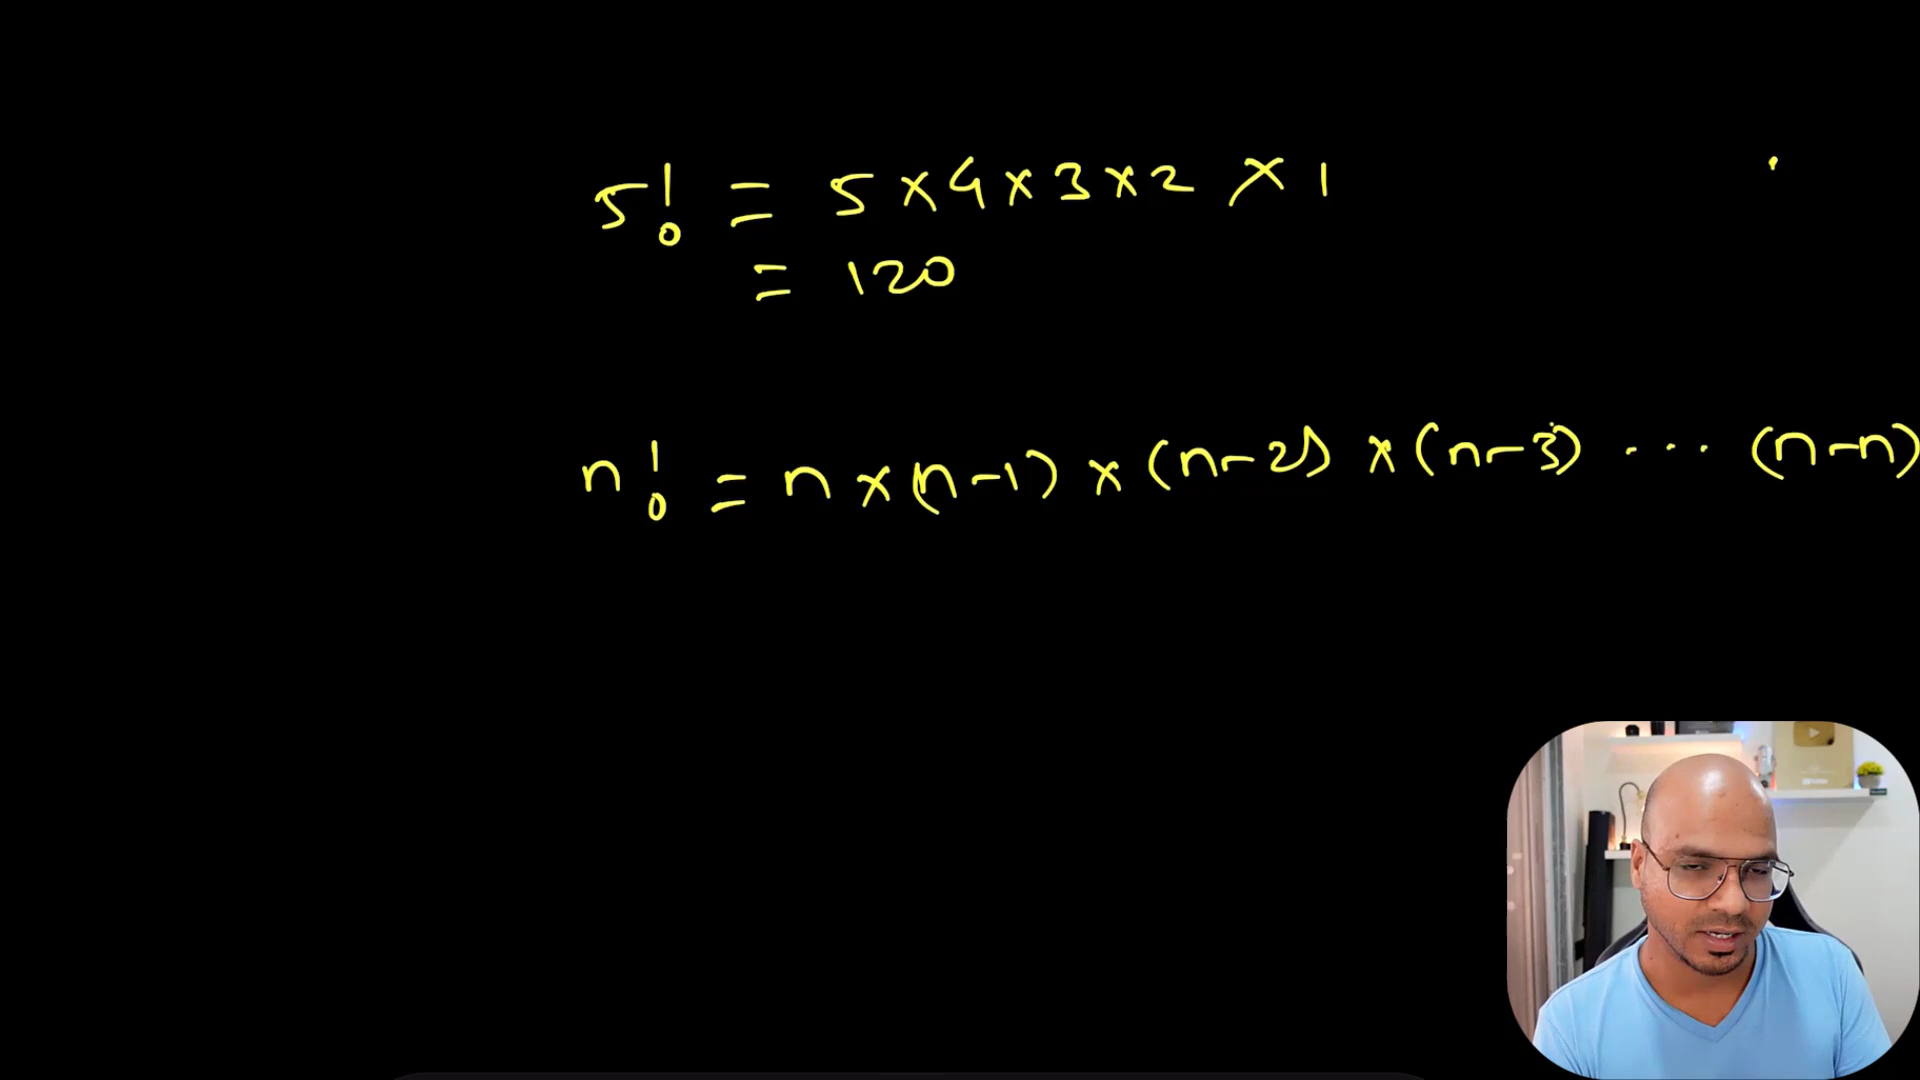 5! = 5 × 4 × 3 × 2 × 1
= 120
n! = n × (n-1) × (n-2) × (n-3) ... (n-n)